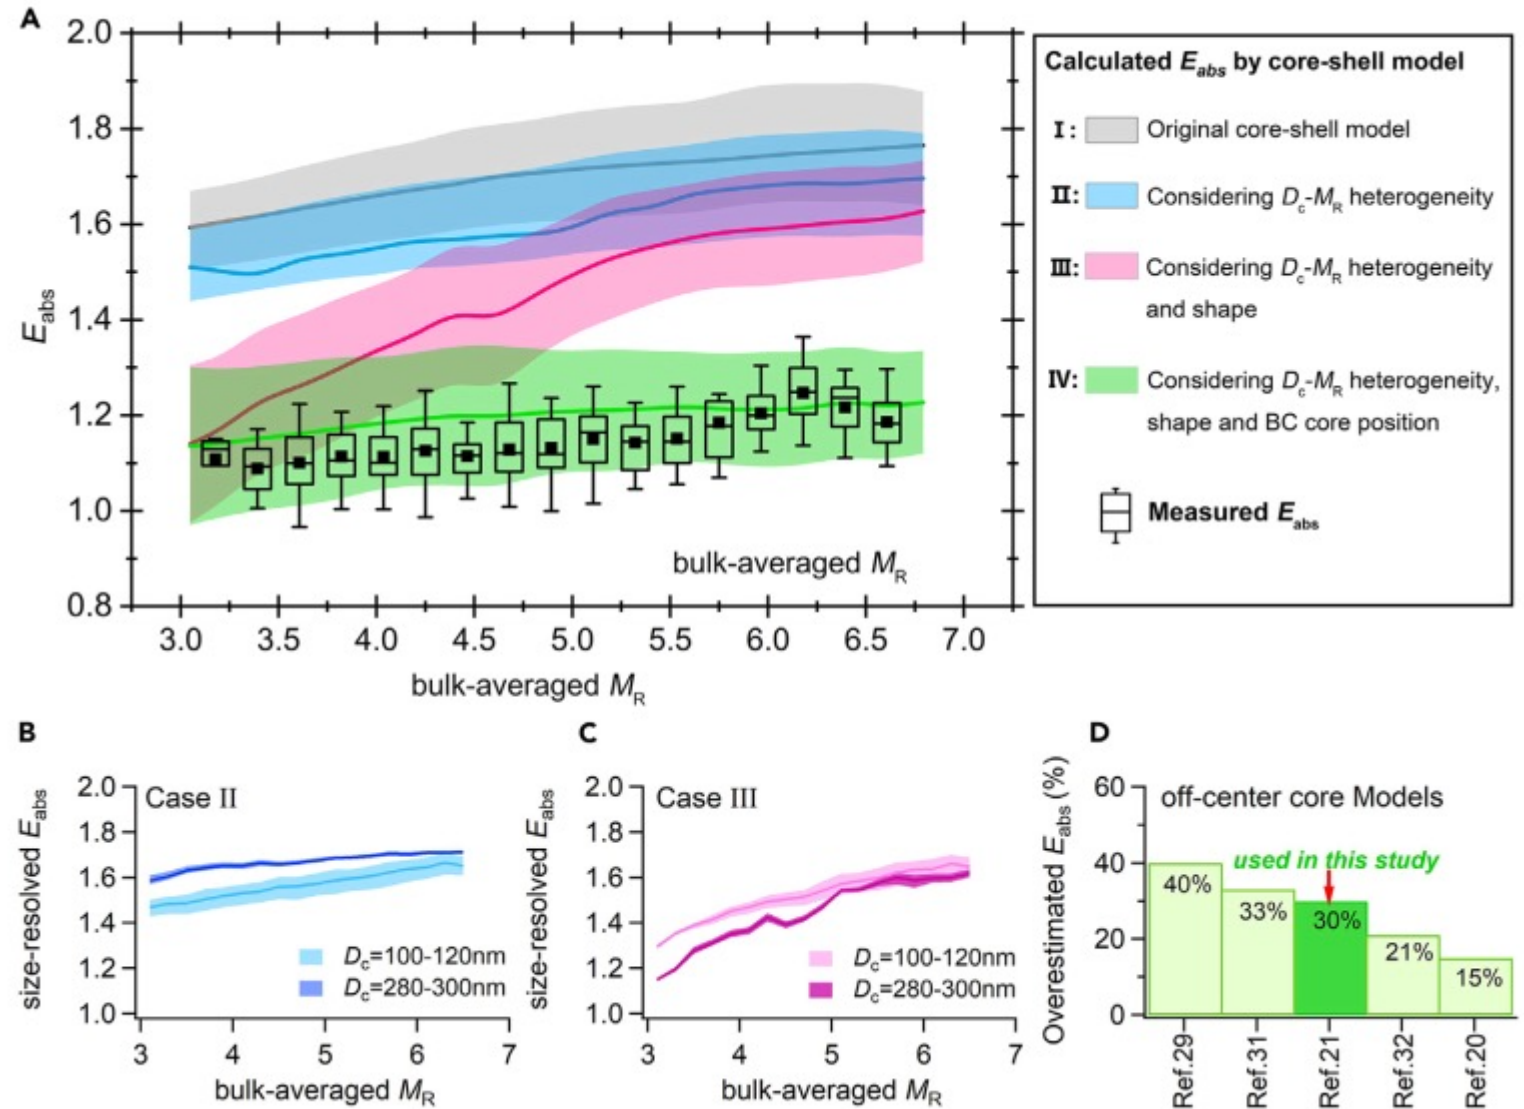 A
2.0
1.8
1.6
1.4
1.2
1.0
0.8
E_abs
bulk-averaged M_R
3.0 3.5 4.0 4.5 5.0 5.5 6.0 6.5 7.0
bulk-averaged M_R
Calculated E_abs by core-shell model
I: Original core-shell model
II: Considering D_c-M_R heterogeneity
III: Considering D_c-M_R heterogeneity
and shape
IV: Considering D_c-M_R heterogeneity,
shape and BC core position
Measured E_abs
B
size-resolved E_abs
2.0
1.8
1.6
1.4
1.2
1.0
Case II
D_c=100-120nm
D_c=280-300nm
3 4 5 6 7
bulk-averaged M_R
C
size-resolved E_abs
2.0
1.8
1.6
1.4
1.2
1.0
Case III
D_c=100-120nm
D_c=280-300nm
3 4 5 6 7
bulk-averaged M_R
D
Overestimated E_abs (%)
60
40
20
0
off-center core Models
used in this study
40%
33%
30%
21%
15%
Ref.29
Ref.31
Ref.21
Ref.32
Ref.20